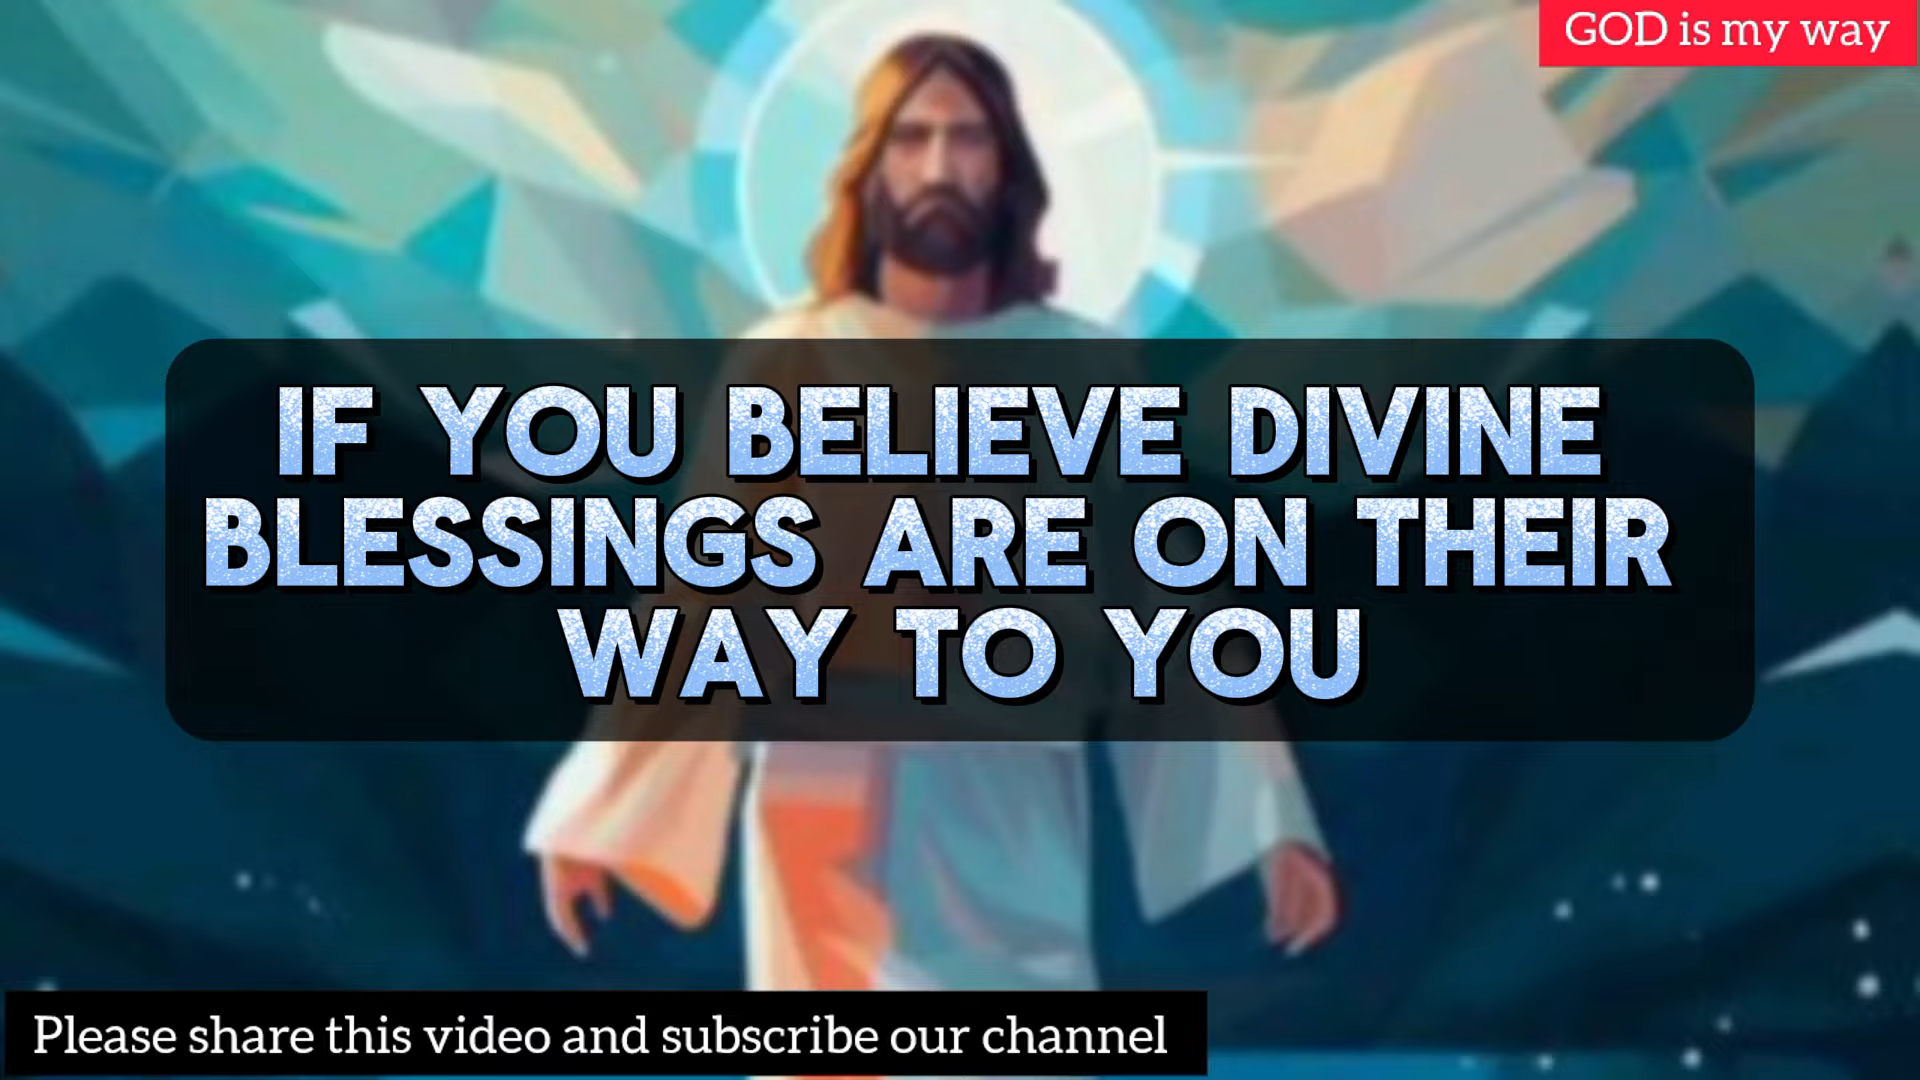 GOD is my way
IF YOU BELIEVE DIVINE
BLESSINGS ARE ON THEIR
WAY TO YOU
Please share this video and subscribe our channel